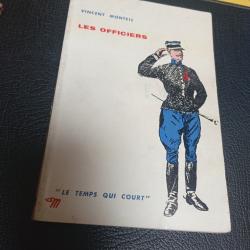 VINCENT MONTEIL
LES OFFICIERS
"LE TEMPS QUI COURT"